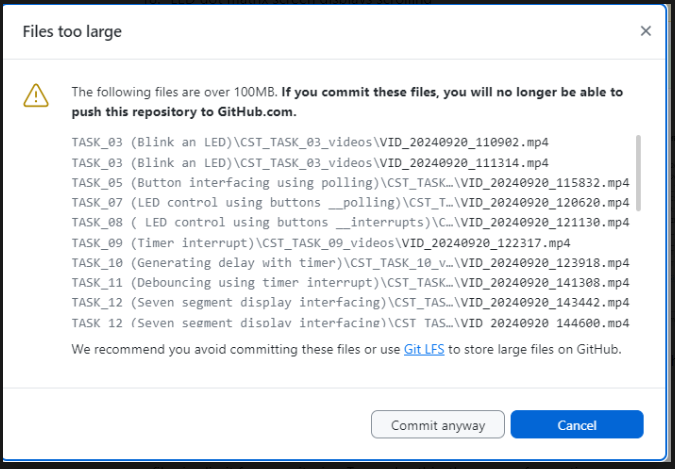 Files too large
The following files are over 100MB. If you commit these files, you will no longer be able to
push this repository to GitHub.com.
TASK_03 (Blink an LED)\CST_TASK_03_videos\VID_20240920_110902.mp4
TASK_03 (Blink an LED)\CST_TASK_03_videos\VID_20240920_111314.mp4
TASK_05 (Button interfacing using polling)\CST_TASK…\VID_20240920_115832.mp4
TASK_07 (LED control using buttons __polling)\CST_T…\VID_20240920_120620.mp4
TASK_08 ( LED control using buttons __interrupts)\C…\VID_20240920_121130.mp4
TASK_09 (Timer interrupt)\CST_TASK_09_videos\VID_20240920_122317.mp4
TASK_10 (Generating delay with timer)\CST_TASK_10_v…\VID_20240920_123918.mp4
TASK_11 (Debouncing using timer interrupt)\CST_TASK…\VID_20240920_141308.mp4
TASK_12 (Seven segment display interfacing)\CST_TAS…\VID_20240920_143442.mp4
TASK_12 (Seven segment display interfacing)\CST_TAS…\VID_20240920_144600.mp4
We recommend you avoid committing these files or use Git LFS to store large files on GitHub.
Commit anyway
Cancel